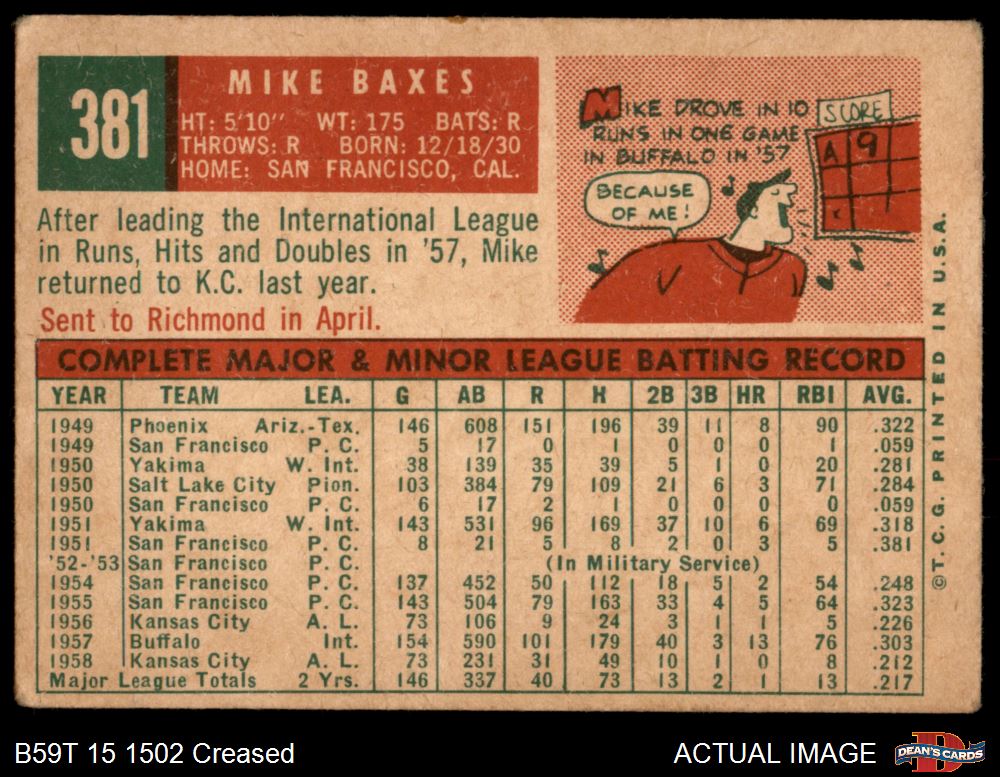 381
MIKE BAXES
HT: 5'10" WT: 175 BATS: R
THROWS: R BORN: 12/18/30
HOME: SAN FRANCISCO, CAL.
After leading the International League
in Runs, Hits and Doubles in '57, Mike
returned to K.C. last year.
Sent to Richmond in April.
MIKE DROVE IN 10
RUNS IN ONE GAME
IN BUFFALO IN '57
SCORE
A 9
BECAUSE
OF ME!
COMPLETE MAJOR & MINOR LEAGUE BATTING RECORD
YEAR TEAM LEA. G AB R H 2B 3B HR RBI AVG.
1949 Phoenix Ariz.-Tex. 146 608 151 196 39 11 8 90 .322
1949 San Francisco P. C. 5 17 0 1 0 0 0 1 .059
1950 Yakima W. Int. 38 139 35 39 5 1 0 20 .281
1950 Salt Lake City Pion. 103 384 79 109 21 6 3 71 .284
1950 San Francisco P. C. 6 17 2 1 0 0 0 0 .059
1951 Yakima W. Int. 143 531 96 169 37 10 6 69 .318
1951 San Francisco P. C. 8 21 5 8 2 0 3 5 .381
'52-'53 San Francisco P. C. (In Military Service)
1954 San Francisco P. C. 137 452 50 112 18 5 2 54 .248
1955 San Francisco P. C. 143 504 79 163 33 4 5 64 .323
1956 Kansas City A. L. 73 106 9 24 3 1 1 5 .226
1957 Buffalo Int. 154 590 101 179 40 3 13 76 .303
1958 Kansas City A. L. 73 231 31 49 10 1 0 8 .212
Major League Totals 2 Yrs. 146 337 40 73 13 2 1 13 .217
©T.C.G. PRINTED IN U.S.A.
B59T 15 1502 Creased
ACTUAL IMAGE
DEAN'S CARDS